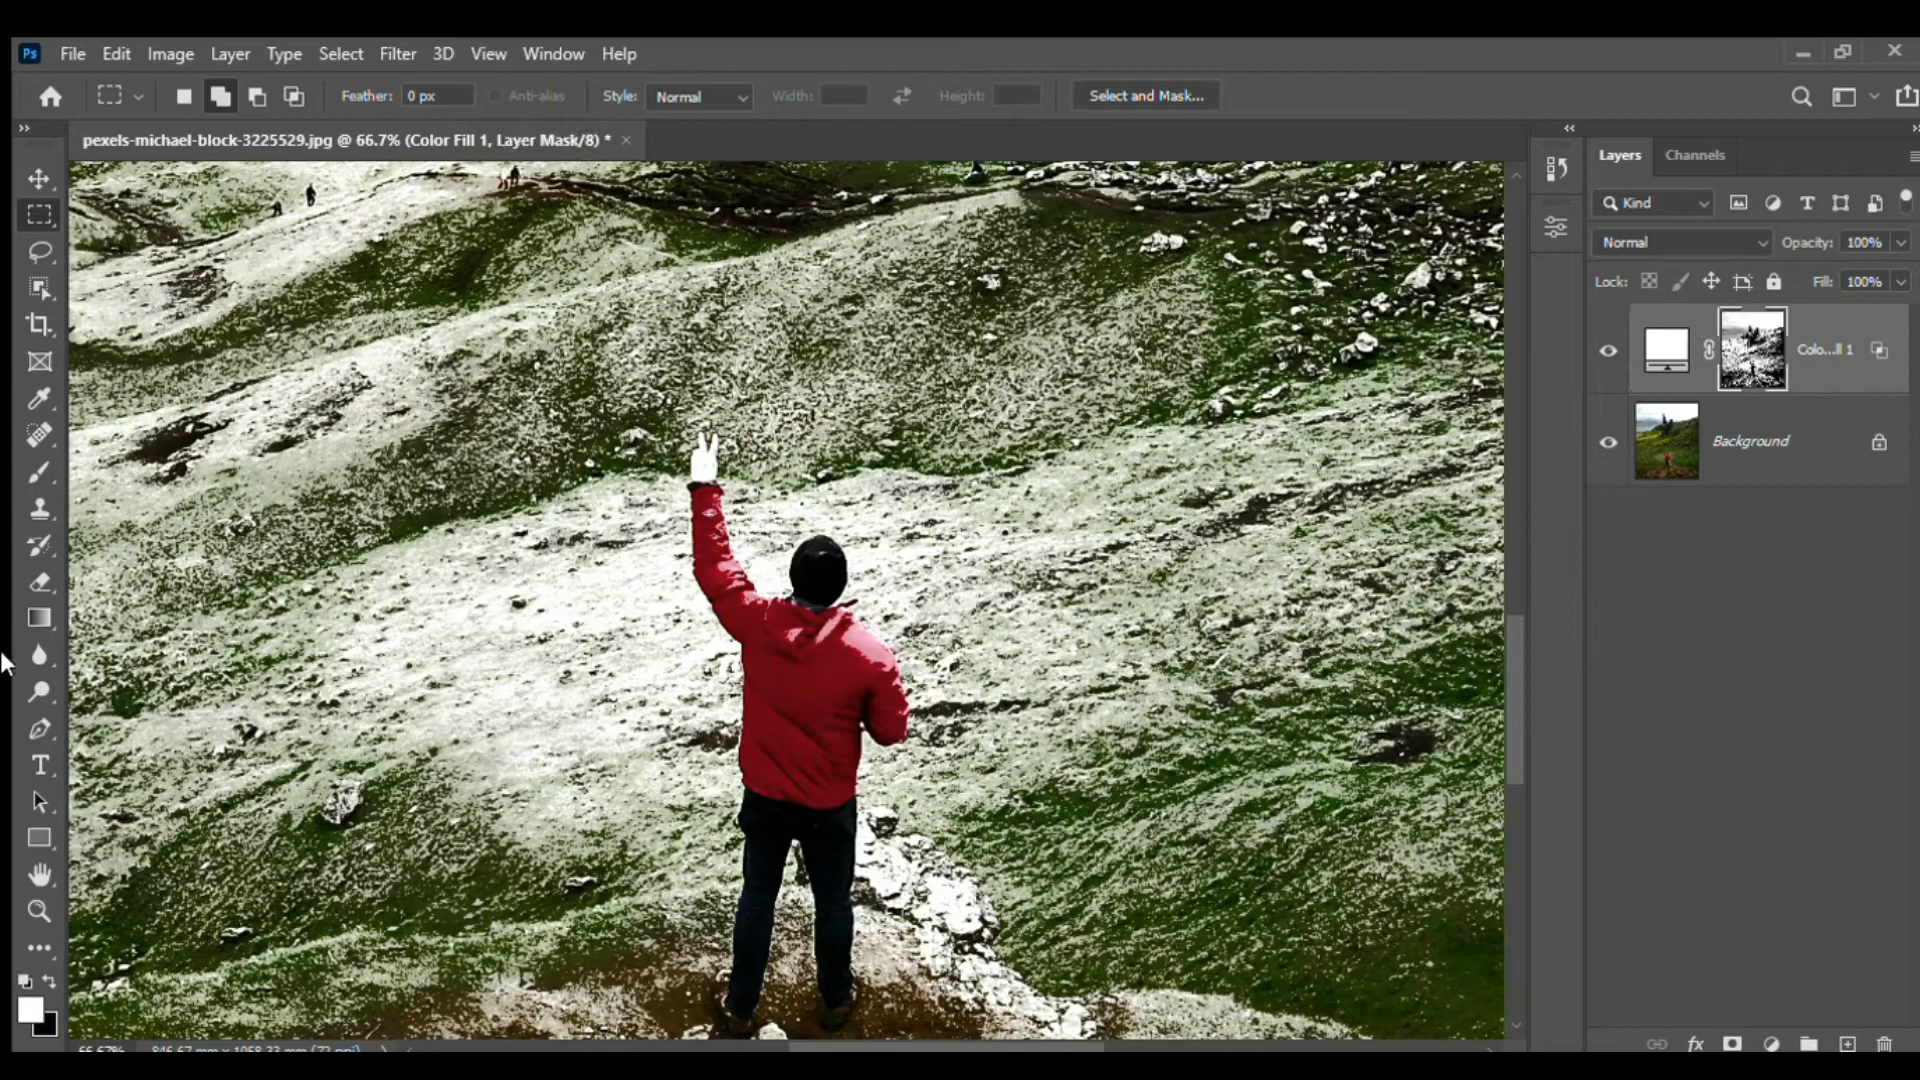 Ps File Edit Image Layer Type Select Filter 3D View Window Help
Feather: 0 px Anti-alias Style: Normal Width: Height: Select and Mask...
pexels-michael-block-3225529.jpg @ 66.7% (Color Fill 1, Layer Mask/8) * ×
Layers Channels
Kind
Normal Opacity: 100%
Lock: Fill: 100%
Colo...ll 1
Background
T
fx
66.67% 846.67 mm x 1058.33 mm (72 ppi)